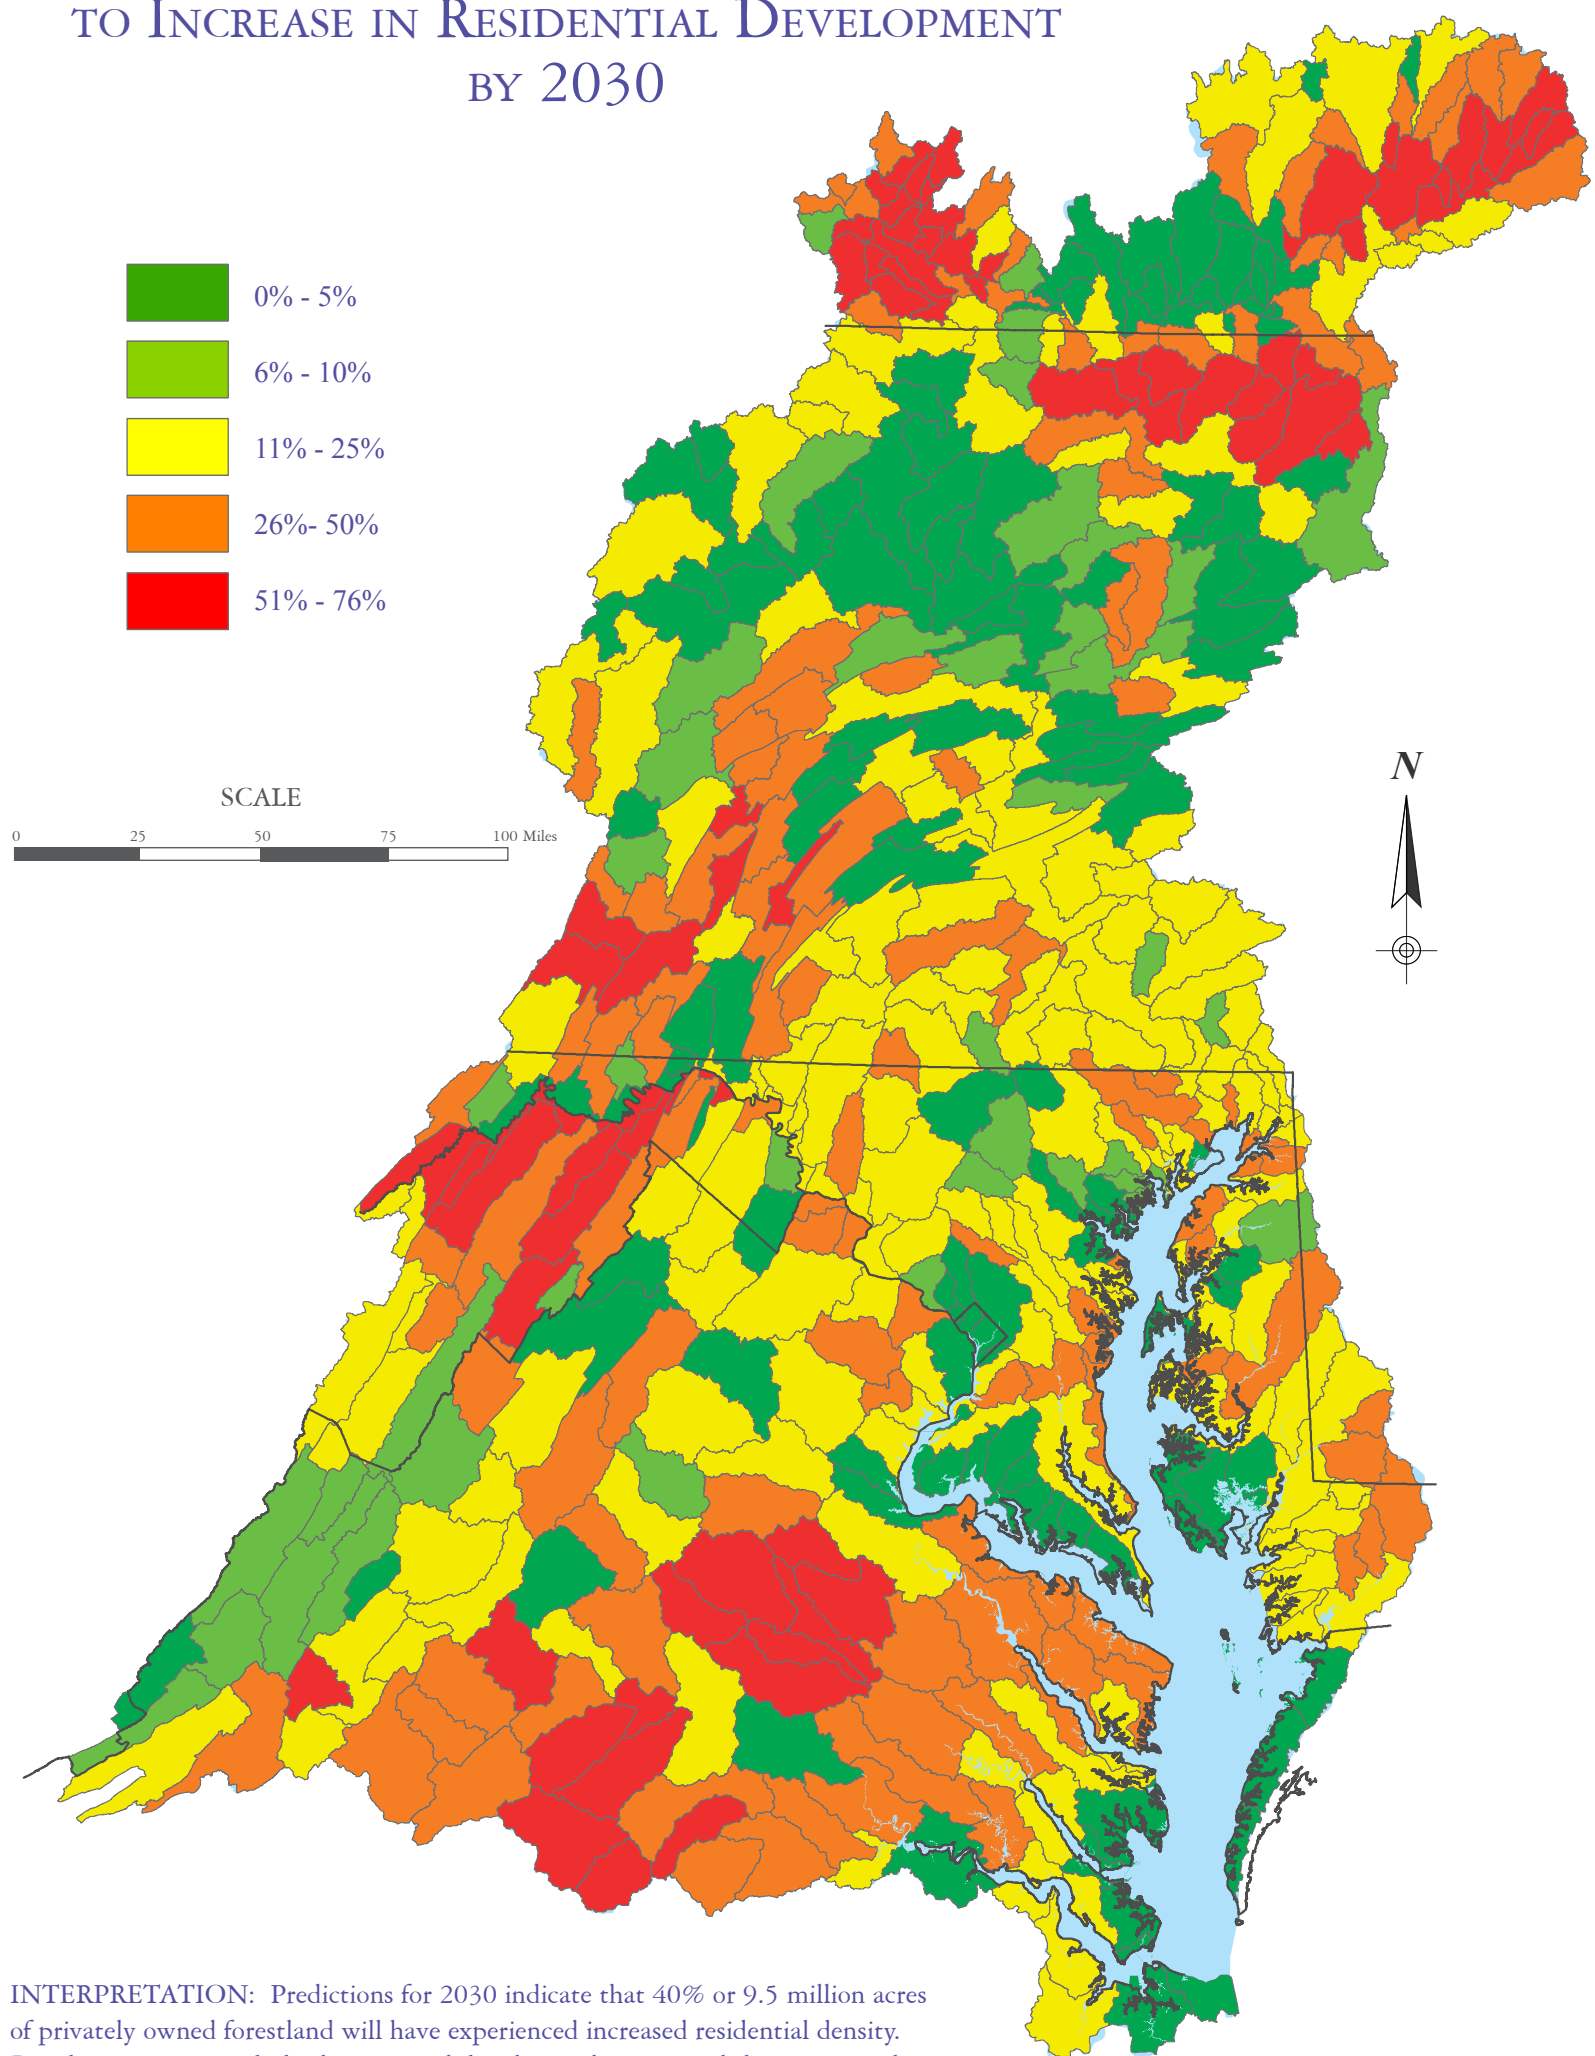 TO INCREASE IN RESIDENTIAL DEVELOPMENT
BY 2030
0% - 5%
6% - 10%
11% - 25%
26%- 50%
51% - 76%
N
SCALE
0 25 50 75 100 Miles
INTERPRETATION: Predictions for 2030 indicate that 40% or 9.5 million acres
of privately owned forestland will have experienced increased residential density.